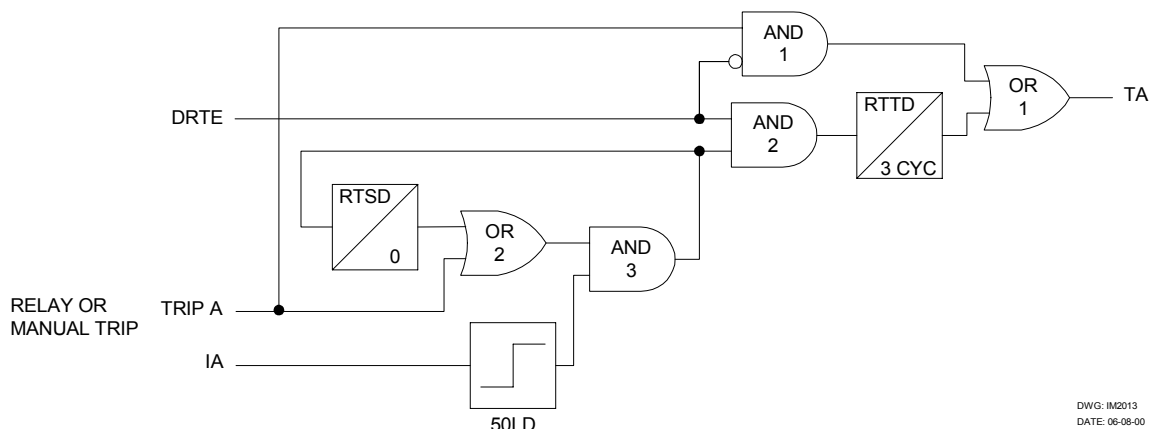 AND
1
OR
1
TA
DRTE
AND
2
RTTD
3 CYC
RTSD
0
OR
2
AND
3
RELAY OR
MANUAL TRIP
TRIP A
IA
50LD
DWG: IM2013
DATE: 06-08-00